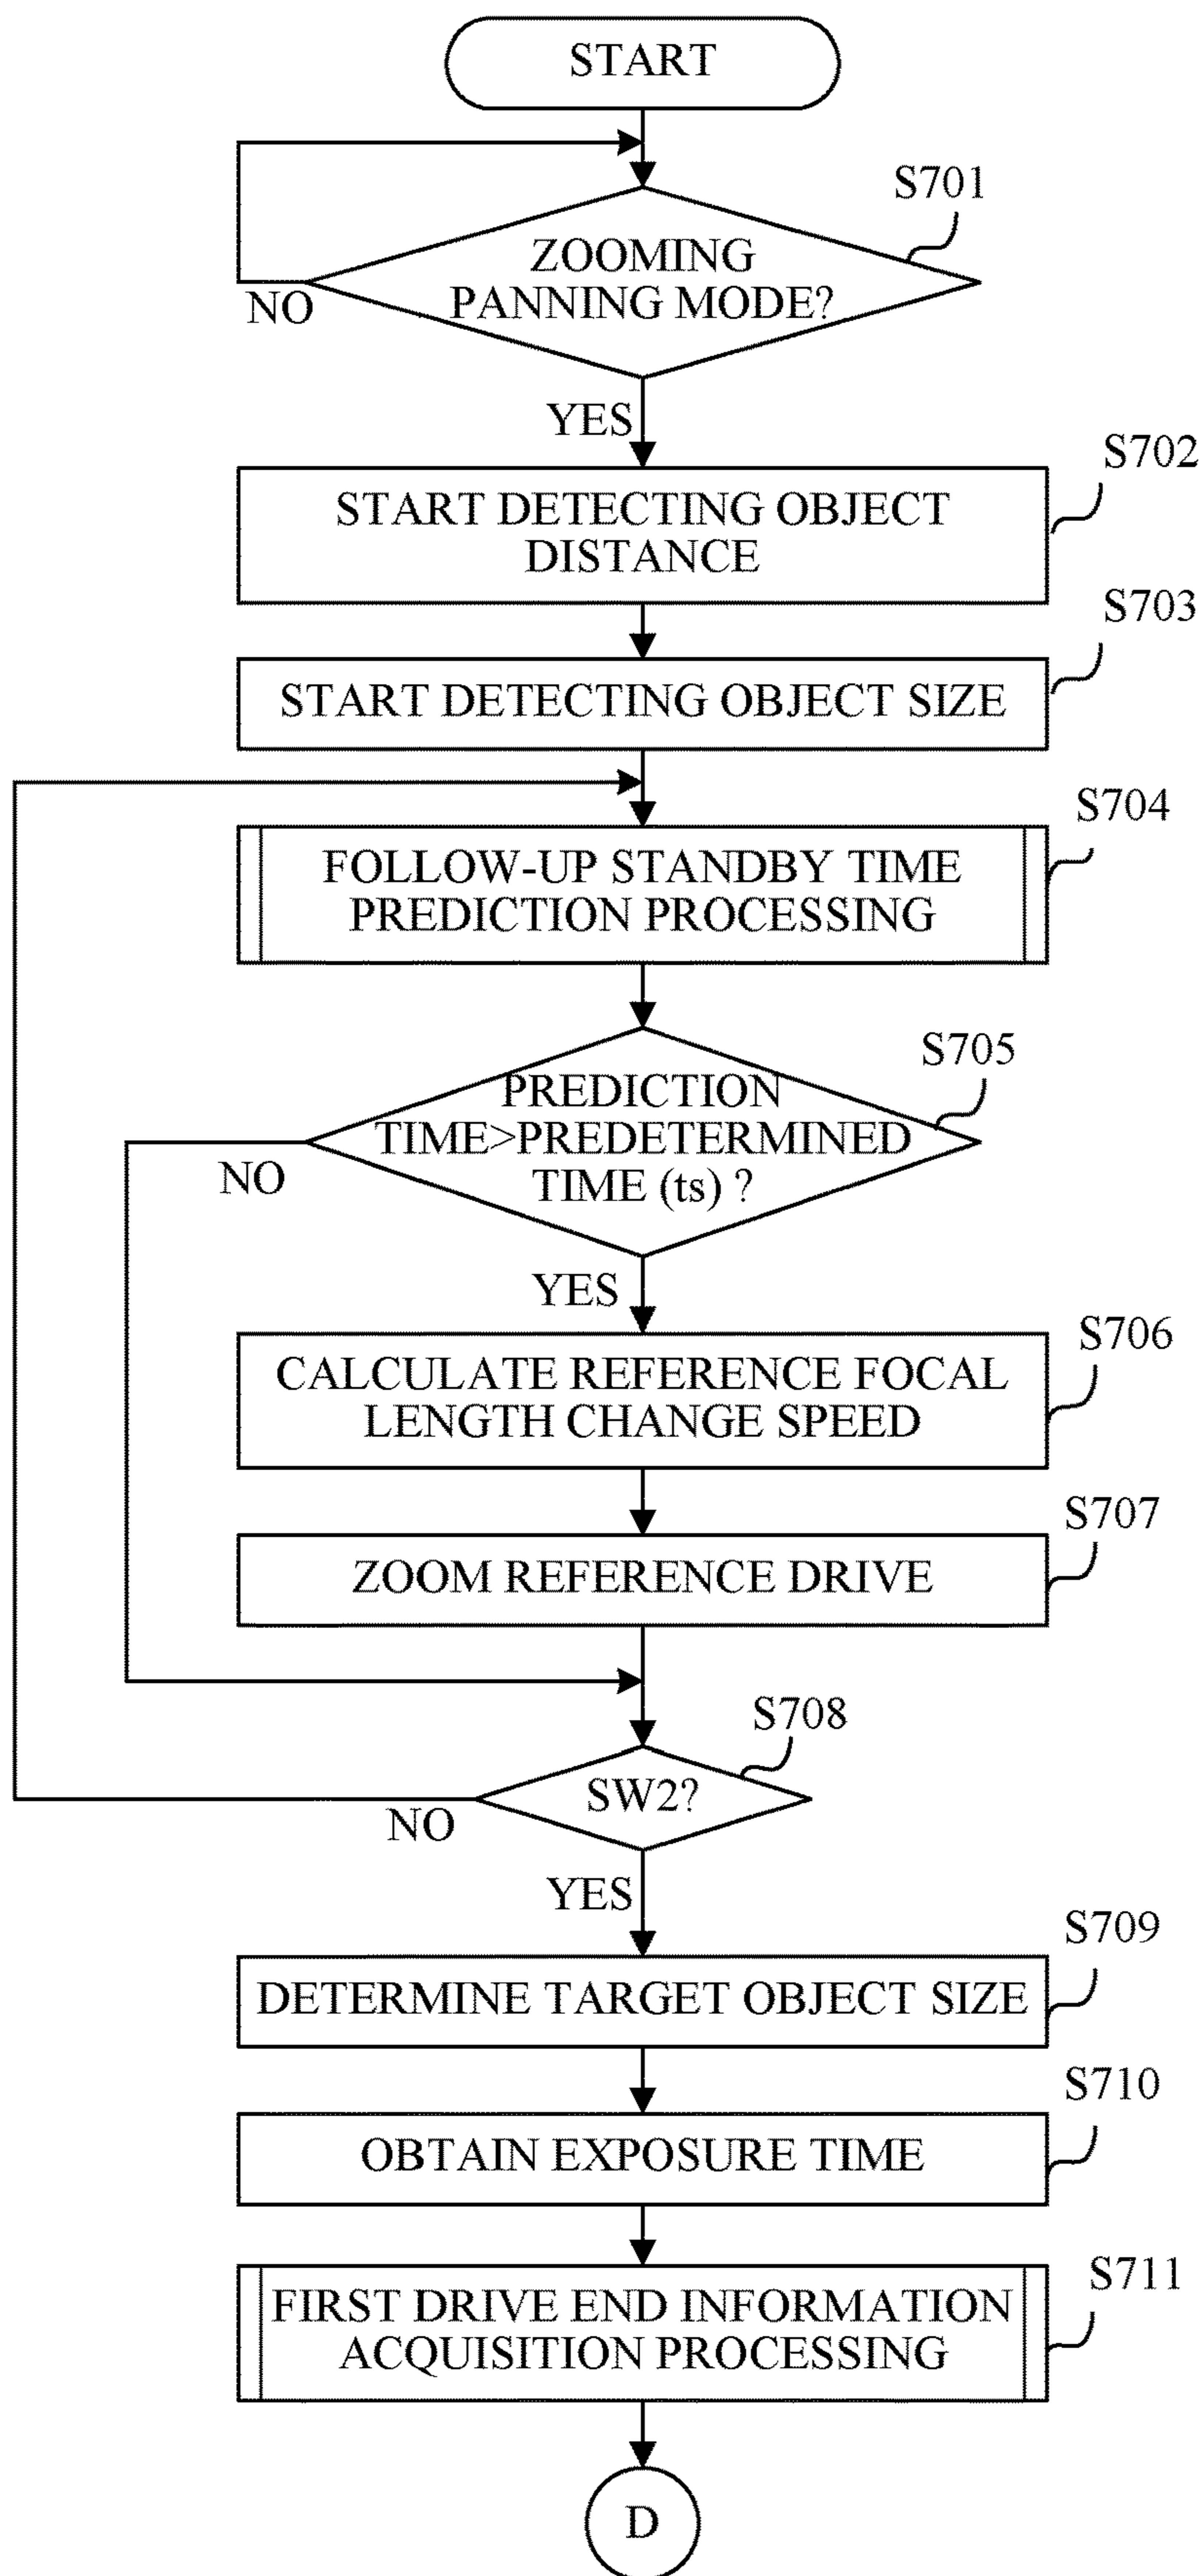 START
S701
ZOOMING
PANNING MODE?
NO
YES
S702
START DETECTING OBJECT
DISTANCE
S703
START DETECTING OBJECT SIZE
S704
FOLLOW-UP STANDBY TIME
PREDICTION PROCESSING
S705
PREDICTION
TIME>PREDETERMINED
TIME (ts) ?
NO
YES
S706
CALCULATE REFERENCE FOCAL
LENGTH CHANGE SPEED
S707
ZOOM REFERENCE DRIVE
S708
SW2?
NO
YES
S709
DETERMINE TARGET OBJECT SIZE
S710
OBTAIN EXPOSURE TIME
S711
FIRST DRIVE END INFORMATION
ACQUISITION PROCESSING
D